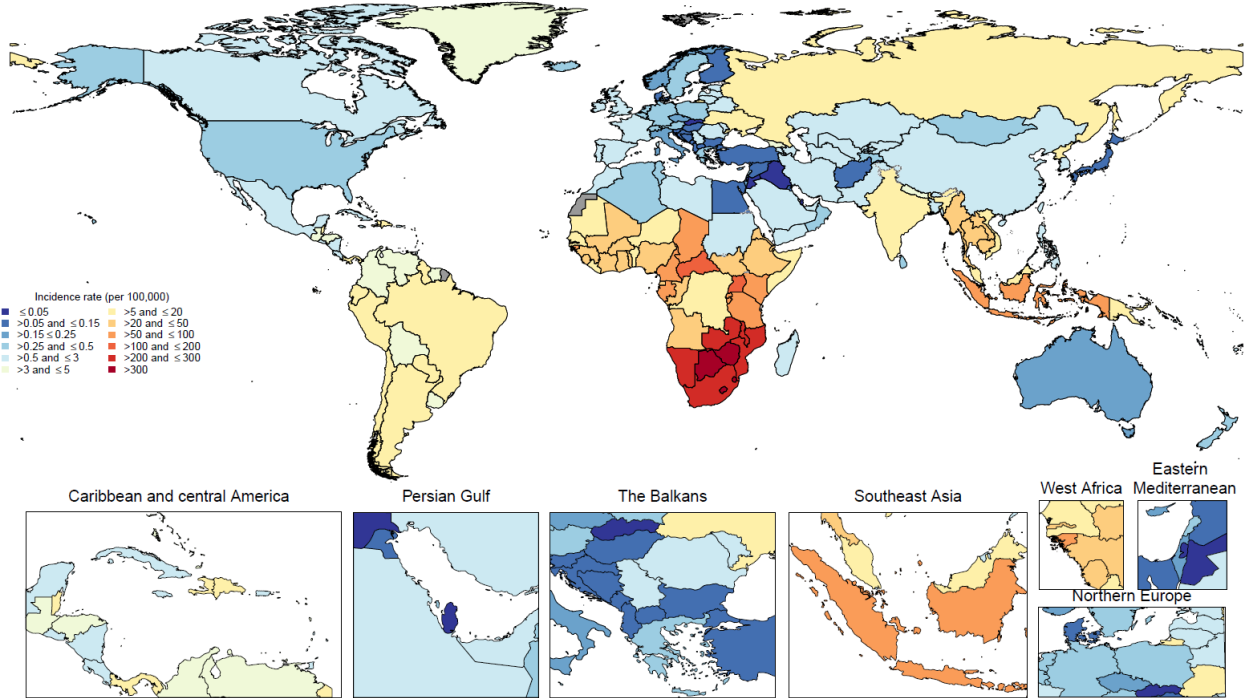 Incidence rate (per 100,000)
≤0.05
>0.05 and ≤0.15
>0.15≤0.25
>0.25 and ≤0.5
>0.5 and ≤3
>3 and ≤5
>5 and ≤20
>20 and ≤50
>50 and ≤100
>100 and ≤200
>200 and ≤300
>300
Caribbean and central America
Persian Gulf
The Balkans
Southeast Asia
West Africa
Eastern
Mediterranean
Northern Europe